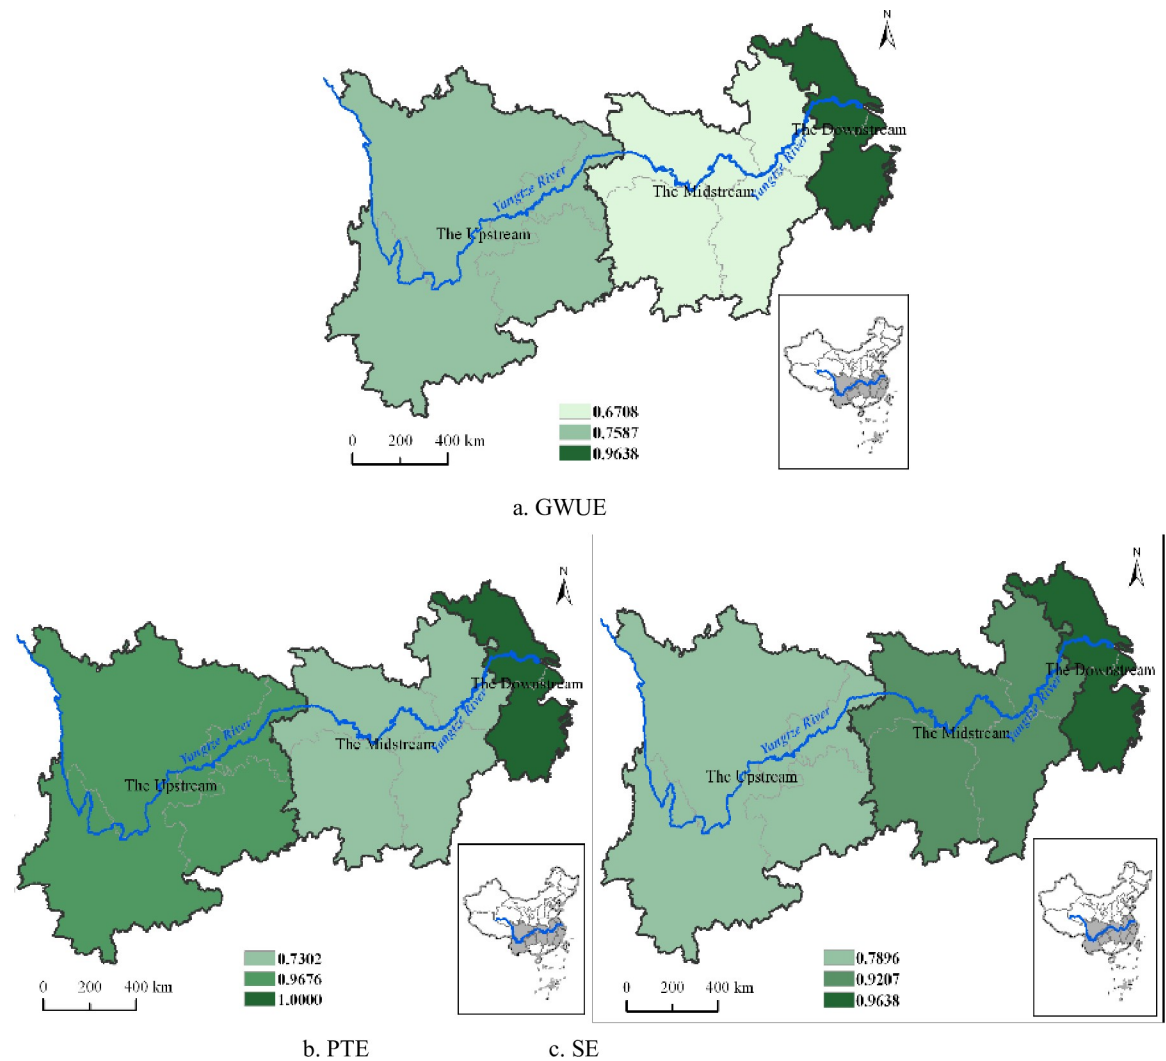 N
The Downstream
Yangtze River
The Midstream
Yangtze River
The Upstream
0.6708
0.7587
0.9638
0 200 400 km
a. GWUE
N
The Downstream
Yangtze River
The Midstream
Yangtze River
The Upstream
0.7302
0.9676
1.0000
0 200 400 km
b. PTE
N
The Downstream
Yangtze River
The Midstream
Yangtze River
The Upstream
0.7896
0.9207
0.9638
0 200 400 km
c. SE